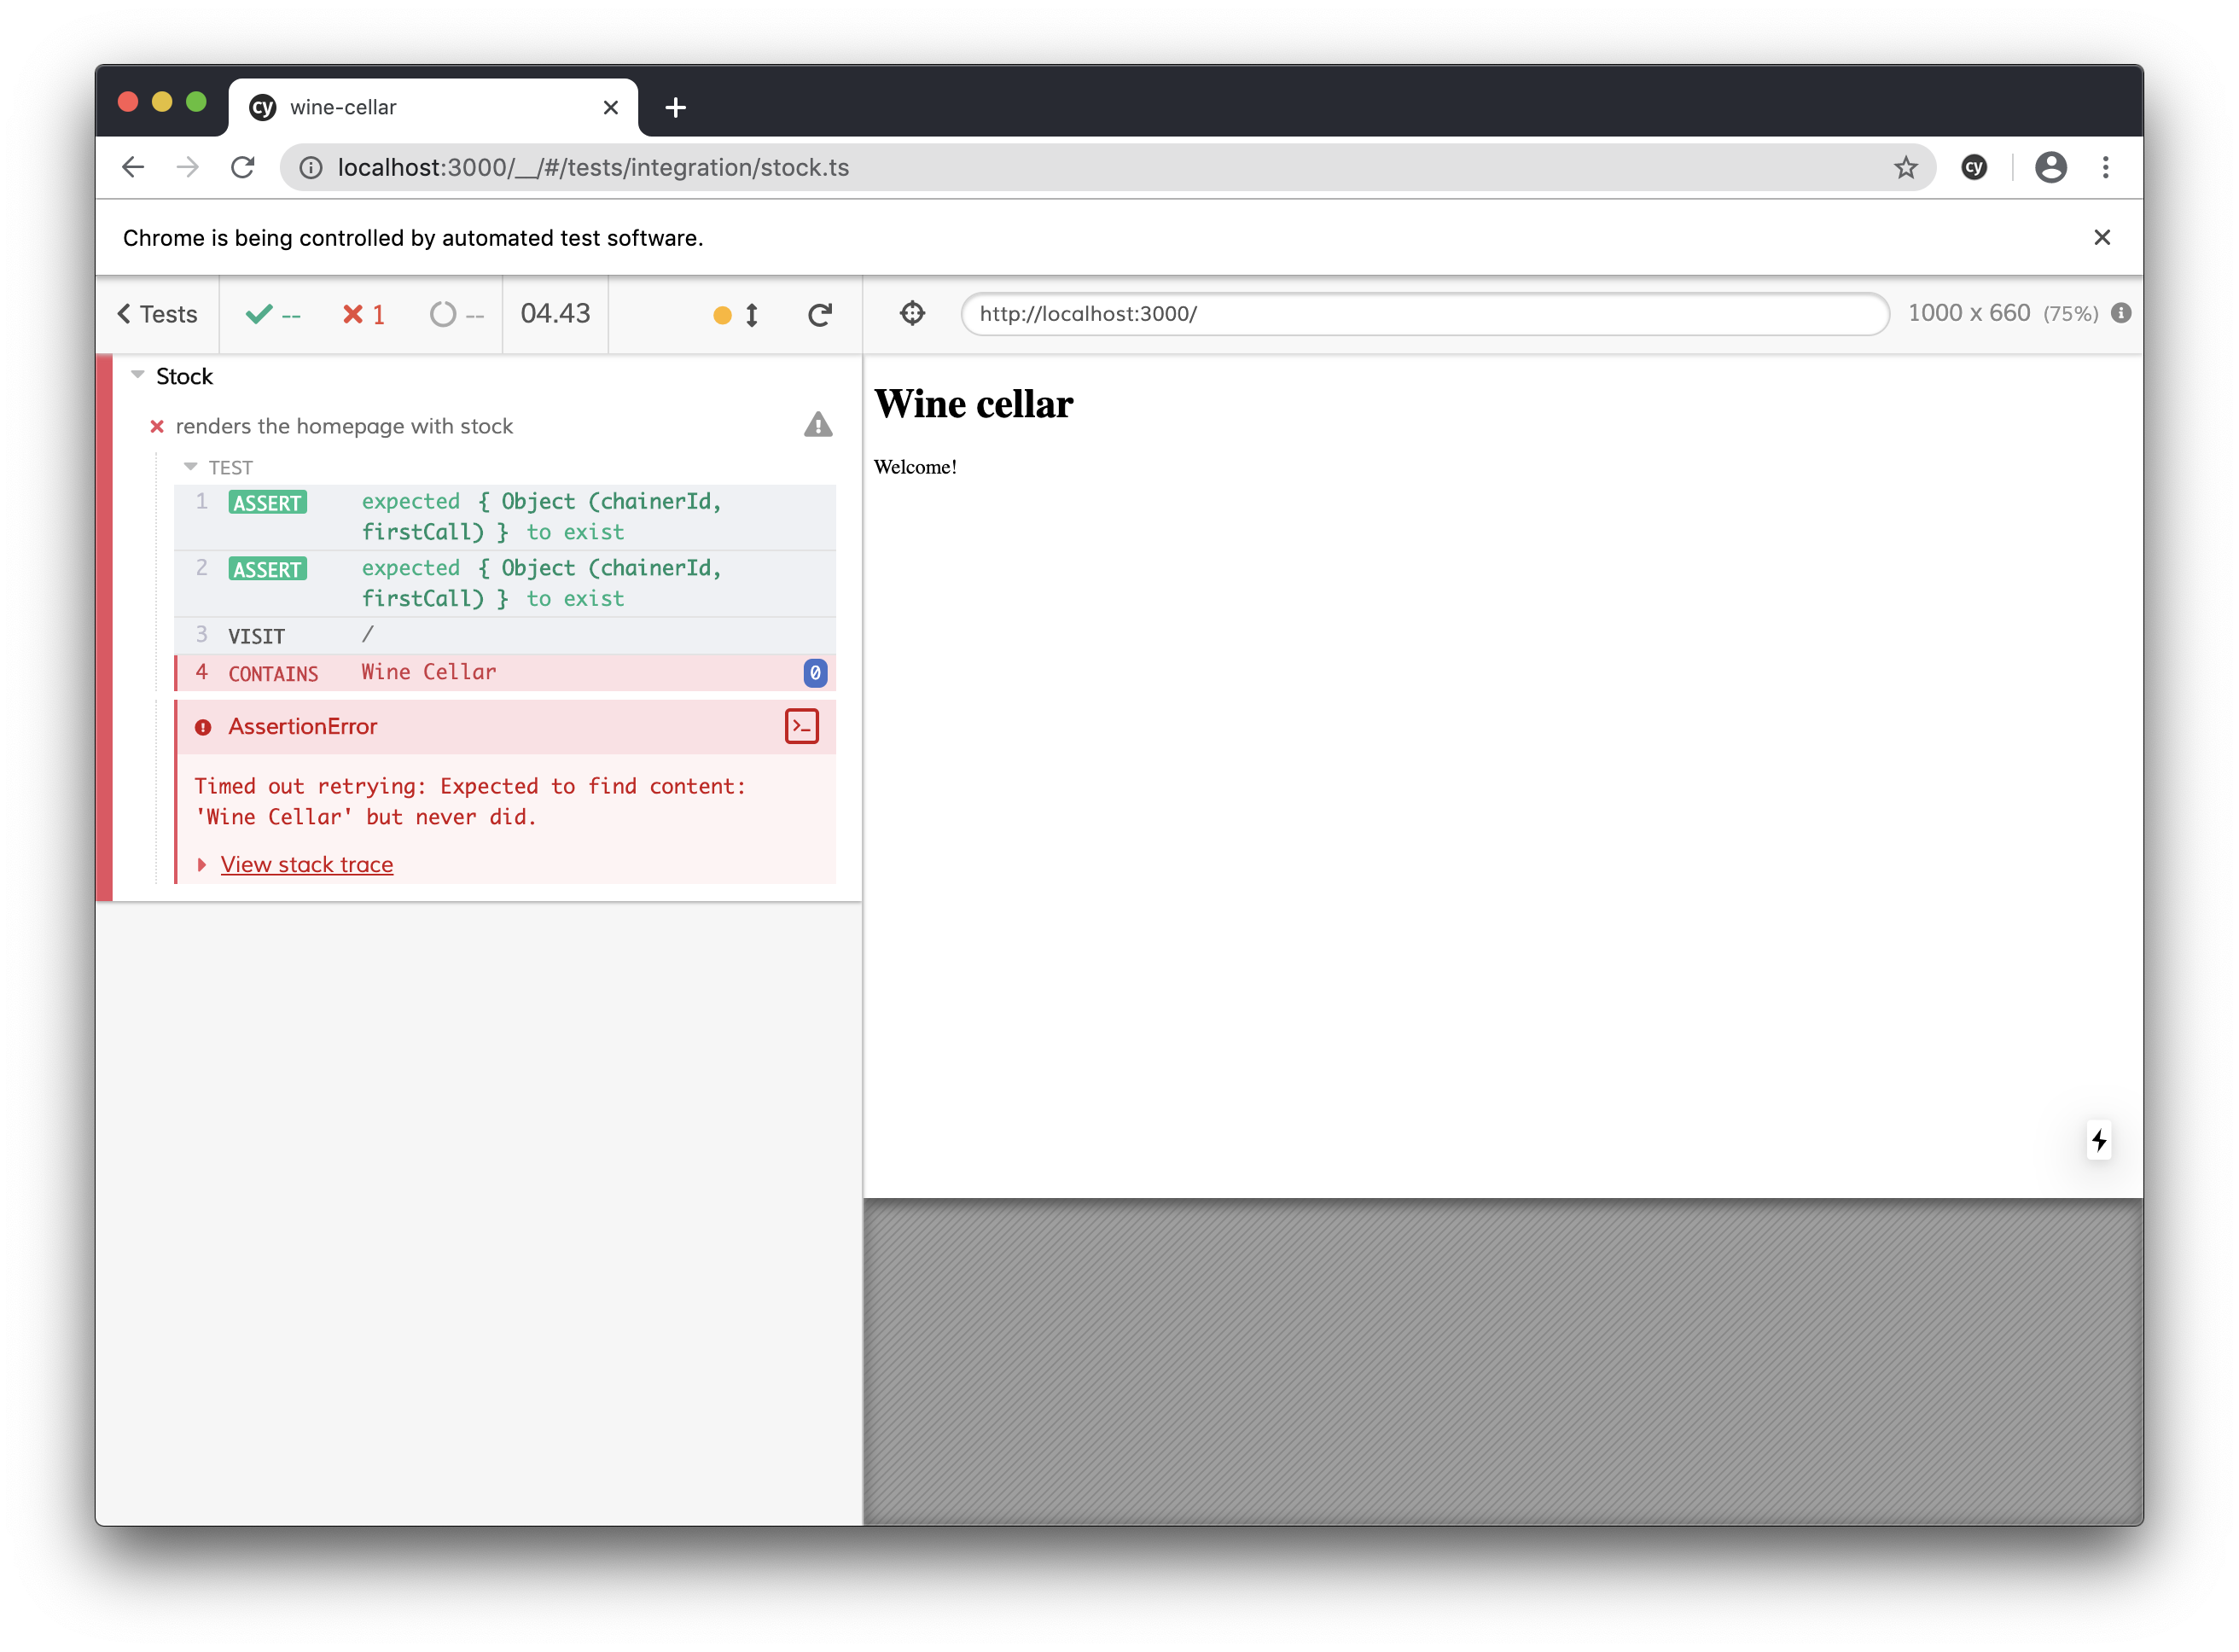 cy wine-cellar
localhost:3000/__/#/tests/integration/stock.ts
cy
Chrome is being controlled by automated test software.
Tests
--
1
--
04.43
http://localhost:3000/
1000 x 660 (75%)
Stock
renders the homepage with stock
TEST
1 ASSERT expected { Object (chainerId,
firstCall) } to exist
2 ASSERT expected { Object (chainerId,
firstCall) } to exist
3 VISIT /
4 CONTAINS Wine Cellar 0
AssertionError
Timed out retrying: Expected to find content:
'Wine Cellar' but never did.
View stack trace
Wine cellar
Welcome!